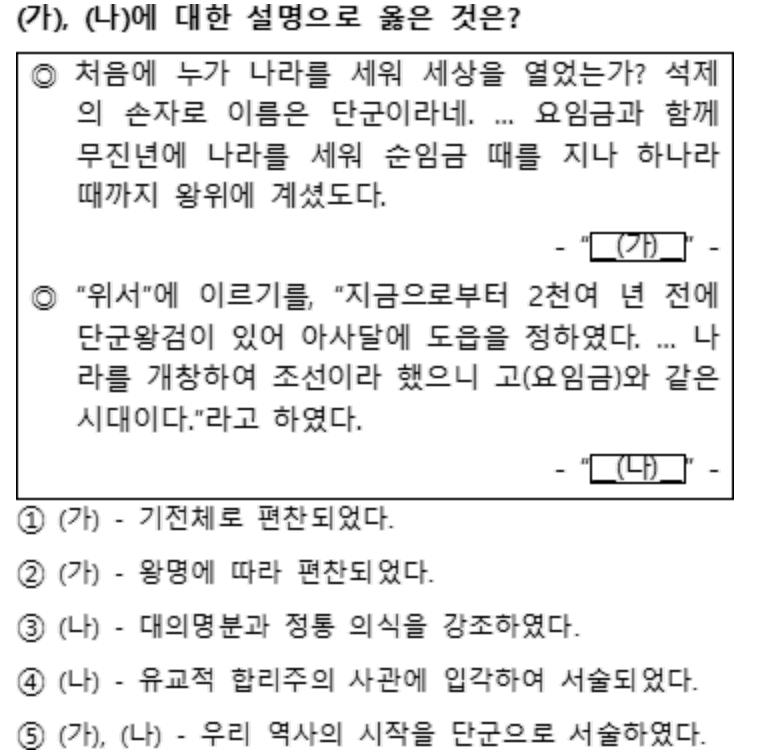 (가), (나)에 대한 설명으로 옳은 것은?
◎ 처음에 누가 나라를 세워 세상을 열었는가? 석제
의 손자로 이름은 단군이라네. ... 요임금과 함께
무진년에 나라를 세워 순임금 때를 지나 하나라
때까지 왕위에 계셨도다.
- "__(가)__" -
◎ "위서"에 이르기를, "지금으로부터 2천여 년 전에
단군왕검이 있어 아사달에 도읍을 정하였다. ... 나
라를 개창하여 조선이라 했으니 고(요임금)와 같은
시대이다."라고 하였다.
- "__(나)__" -
① (가) - 기전체로 편찬되었다.
② (가) - 왕명에 따라 편찬되었다.
③ (나) - 대의명분과 정통 의식을 강조하였다.
④ (나) - 유교적 합리주의 사관에 입각하여 서술되었다.
⑤ (가), (나) - 우리 역사의 시작을 단군으로 서술하였다.